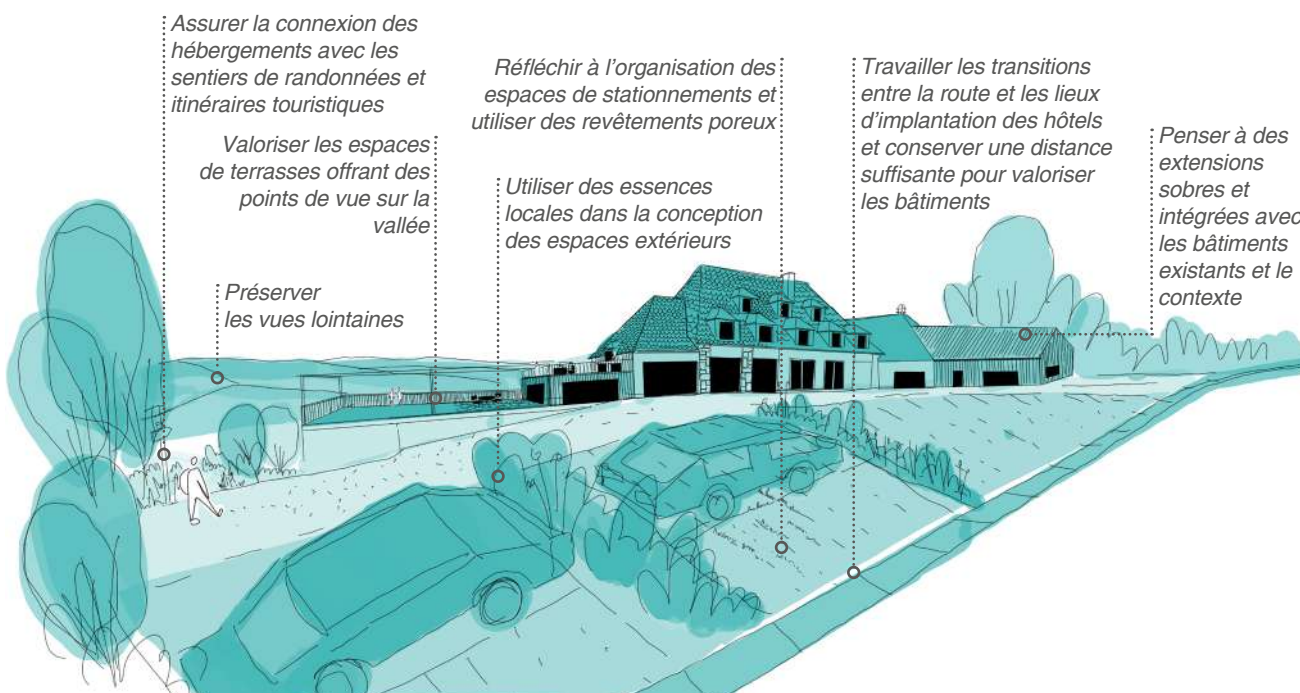 Assurer la connexion des
hébergements avec les
sentiers de randonnées et
itinéraires touristiques
Valoriser les espaces
de terrasses offrant des
points de vue sur la
vallée
Préserver
les vues lointaines
Utiliser des essences
locales dans la conception
des espaces extérieurs
Réfléchir à l’organisation des
espaces de stationnements et
utiliser des revêtements poreux
Travailler les transitions
entre la route et les lieux
d’implantation des hôtels
et conserver une distance
suffisante pour valoriser
les bâtiments
Penser à des
extensions
sobres et
intégrées avec
les bâtiments
existants et le
contexte